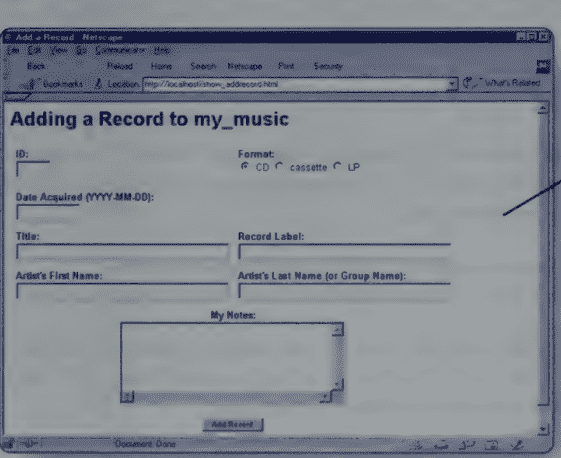 Add a Record - Netscape
File Edit View Go Communicator Help
Back Reload Home Search Netscape Print Security
Bookmarks Location: http://localhost/show_addrecord.html What's Related
Adding a Record to my_music
ID: Format:
CD cassette LP
Date Acquired (YYYY-MM-DD):
Title: Record Label:
Artist's First Name: Artist's Last Name (or Group Name):
My Notes:
Add Record
Document: Done